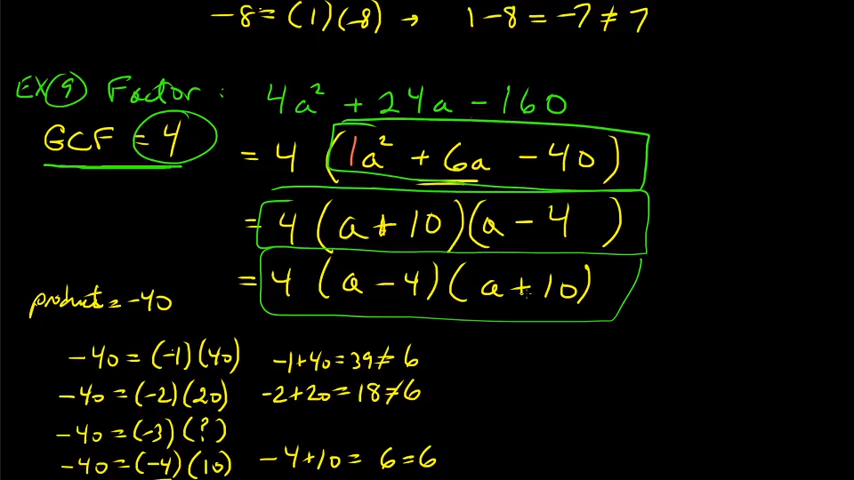 -8 = (1)(-8) → 1-8 = -7 ≠ 7
EX 9 Factor: 4a² + 24a - 160
GCF = 4 = 4 (1a² + 6a - 40)
= 4 (a + 10)(a - 4)
= 4 (a - 4)(a + 10)
product = -40
-40 = (-1)(40) -1+40 = 39 ≠ 6
-40 = (-2)(20) -2+20 = 18 ≠ 6
-40 = (-3)(?)
-40 = (-4)(10) -4+10 = 6 = 6